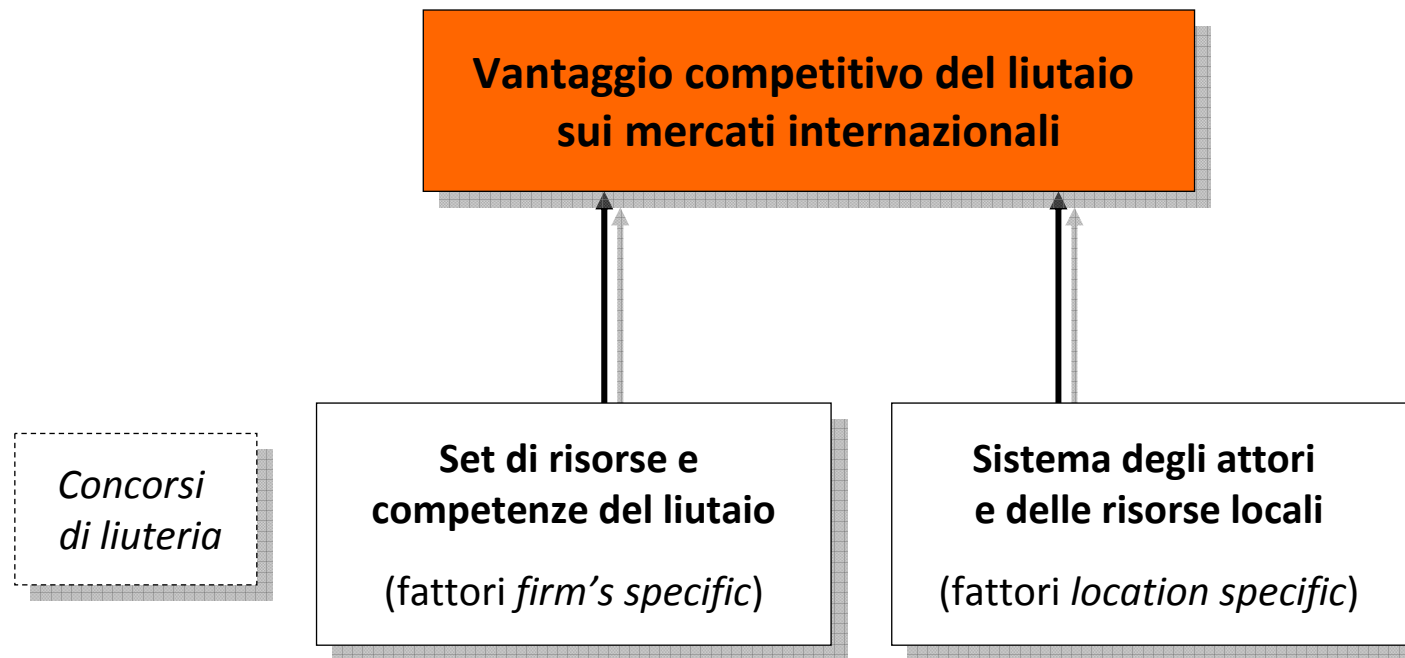 Vantaggio competitivo del liutaio
sui mercati internazionali
Concorsi
di liuteria
Set di risorse e
competenze del liutaio
(fattori firm's specific)
Sistema degli attori
e delle risorse locali
(fattori location specific)